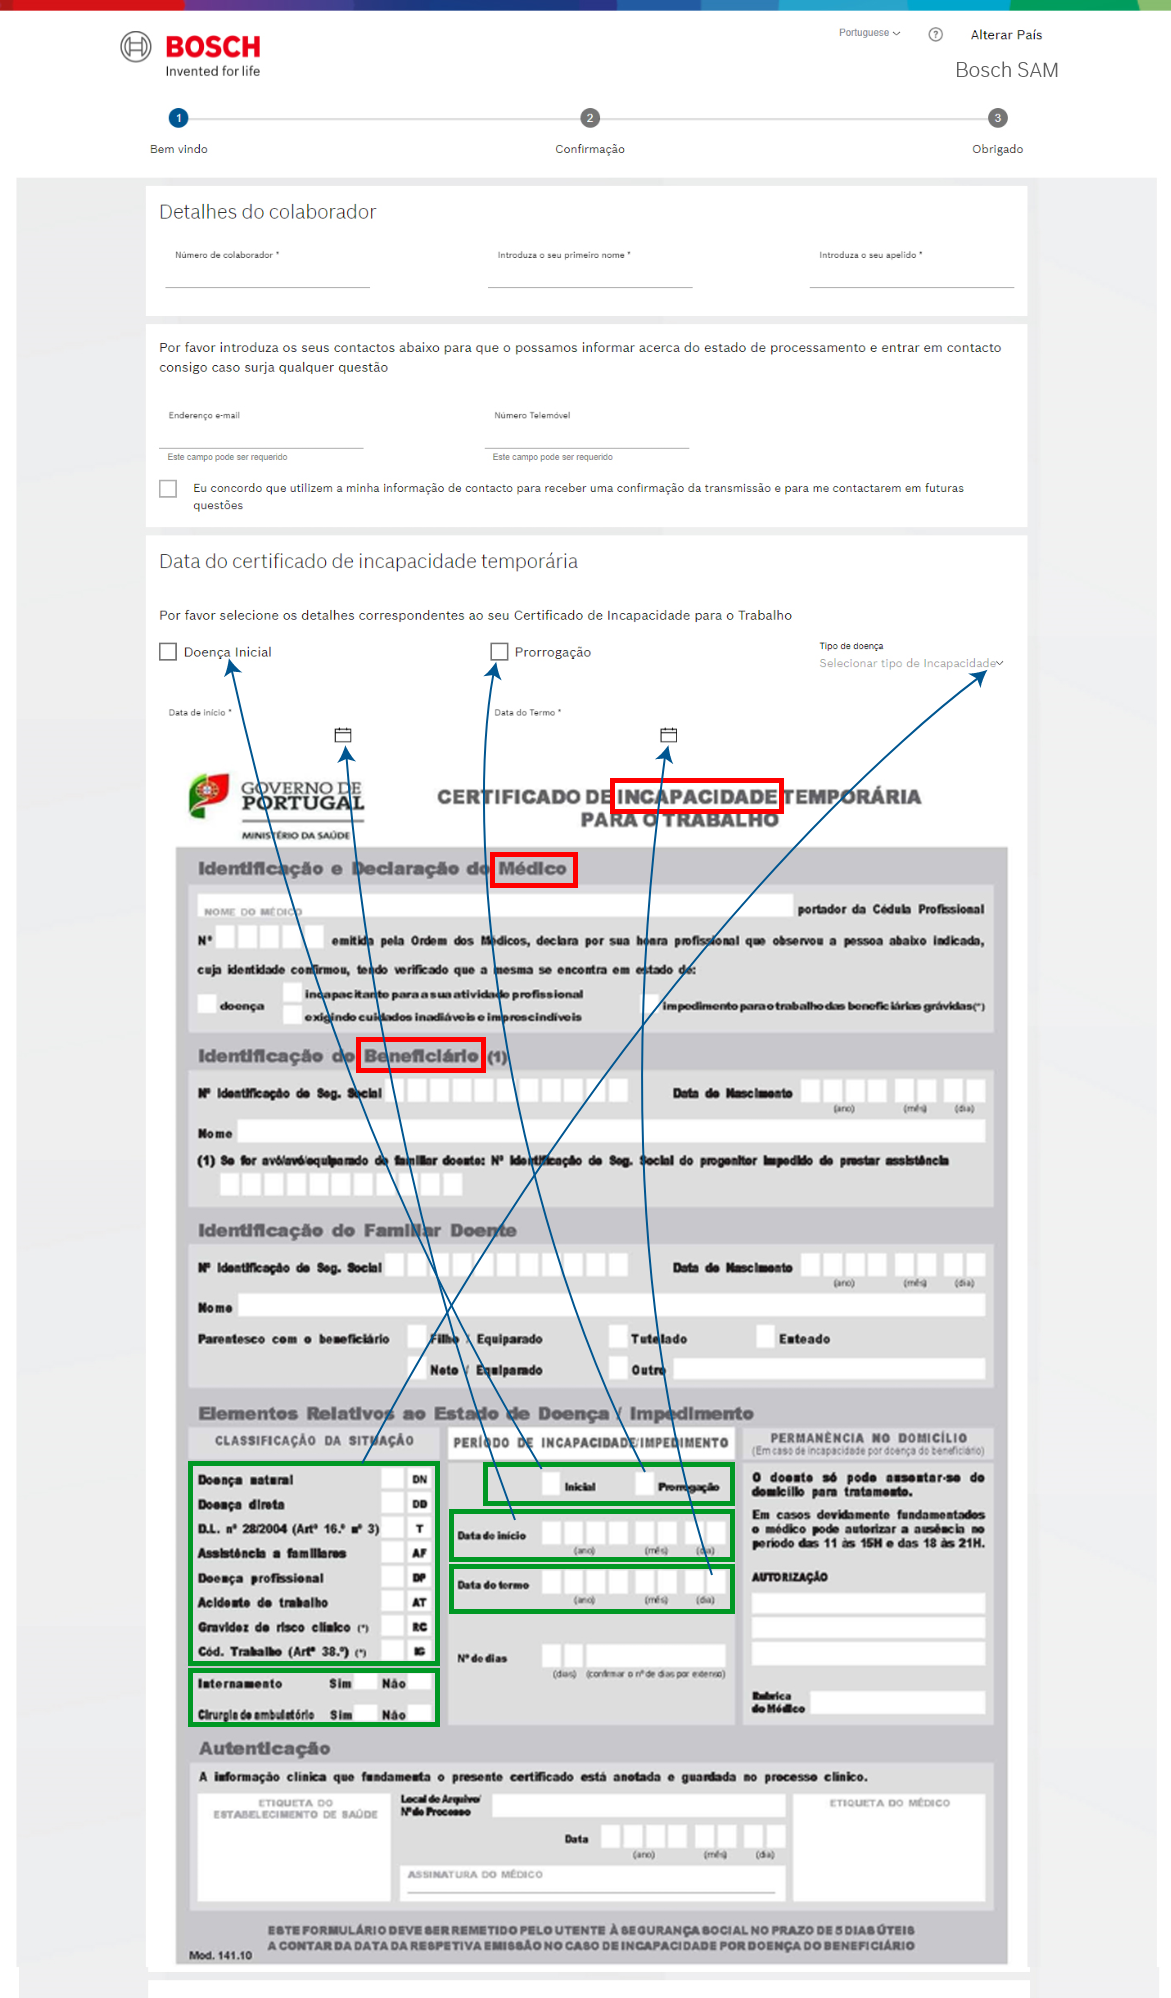 BOSCH
Invented for life
Portuguese
?
Alterar País
Bosch SAM
1
2
3
Bem vindo
Confirmação
Obrigado
Detalhes do colaborador
Número de colaborador *
Introduza o seu primeiro nome *
Introduza o seu apelido *
Por favor introduza os seus contactos abaixo para que o possamos informar acerca do estado de processamento e entrar em contacto
consigo caso surja qualquer questão
Endereço e-mail
Número Telemóvel
Este campo pode ser requerido
Este campo pode ser requerido
Eu concordo que utilizem a minha informação de contacto para receber uma confirmação da transmissão e para me contactarem em futuras
questões
Data do certificado de incapacidade temporária
Por favor selecione os detalhes correspondentes ao seu Certificado de Incapacidade para o Trabalho
Doença Inicial
Prorrogação
Tipo de doença
Selecionar tipo de Incapacidade
Data de início *
Data do Termo *
GOVERNO DE
PORTUGAL
MINISTÉRIO DA SAÚDE
CERTIFICADO DE INCAPACIDADE TEMPORÁRIA
PARA O TRABALHO
Identificação e Declaração do Médico
NOME DO MÉDICO
portador da Cédula Profissional
Nº emitida pela Ordem dos Médicos, declara por sua honra profissional que observou a pessoa abaixo indicada,
cuja identidade confirmou, tendo verificado que a mesma se encontra em estado de:
doença
incapacitante para a sua atividade profissional
exigindo cuidados inadiáveis e imprescindíveis
impedimento para o trabalho das beneficiárias grávidas(*)
Identificação do Beneficiário (1)
Nº Identificação de Seg. Social
Data de Nascimento
(ano) (mês) (dia)
Nome
(1) Se for avô/avó/equiparado de familiar doente: Nº Identificação de Seg. Social do progenitor impedido de prestar assistência
Identificação do Familiar Doente
Nº Identificação de Seg. Social
Data de Nascimento
(ano) (mês) (dia)
Nome
Parentesco com o beneficiário
Filho / Equiparado
Tutelado
Enteado
Neto / Equiparado
Outro
Elementos Relativos ao Estado de Doença / Impedimento
CLASSIFICAÇÃO DA SITUAÇÃO
Doença natural DN
Doença direta DD
D.L. nº 28/2004 (Artº 16.º nº 3) T
Assistência a familiares AF
Doença profissional DP
Acidente de trabalho AT
Gravidez de risco clínico (*) RC
Cód. Trabalho (Artº 38.º) (*) IG
Internamento Sim Não
Cirurgia de ambulatório Sim Não
PERÍODO DE INCAPACIDADE/IMPEDIMENTO
Inicial
Prorrogação
Data de início
(ano) (mês) (dia)
Data do termo
(ano) (mês) (dia)
Nº de dias
(dias) (confirmar o nº de dias por extenso)
PERMANÊNCIA NO DOMICÍLIO
(Em caso de incapacidade por doença do beneficiário)
O doente só pode ausentar-se do
domicílio para tratamento.
Em casos devidamente fundamentados
o médico pode autorizar a ausência no
período das 11 às 15H e das 18 às 21H.
AUTORIZAÇÃO
Rubrica
do Médico
Autenticação
A informação clínica que fundamenta o presente certificado está anotada e guardada no processo clínico.
ETIQUETA DO
ESTABELECIMENTO DE SAÚDE
Local de Arquivo/
Nº do Processo
ETIQUETA DO MÉDICO
Data
(ano) (mês) (dia)
ASSINATURA DO MÉDICO
ESTE FORMULÁRIO DEVE SER REMETIDO PELO UTENTE À SEGURANÇA SOCIAL NO PRAZO DE 5 DIAS ÚTEIS
A CONTAR DA DATA DA RESPETIVA EMISSÃO NO CASO DE INCAPACIDADE POR DOENÇA DO BENEFICIÁRIO
Mod. 141.10